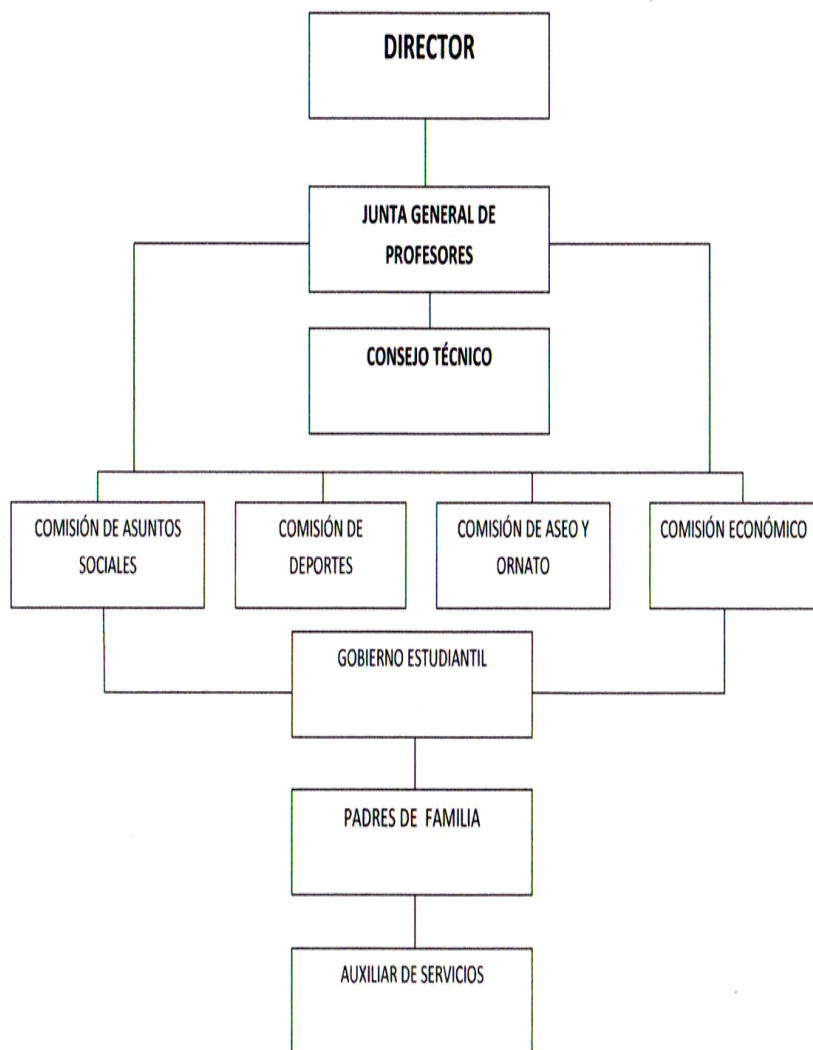 DIRECTOR
JUNTA GENERAL DE
PROFESORES
CONSEJO TÉCNICO
COMISIÓN DE ASUNTOS
SOCIALES
COMISIÓN DE
DEPORTES
COMISIÓN DE ASEO Y
ORNATO
COMISIÓN ECONÓMICO
GOBIERNO ESTUDIANTIL
PADRES DE FAMILIA
AUXILIAR DE SERVICIOS